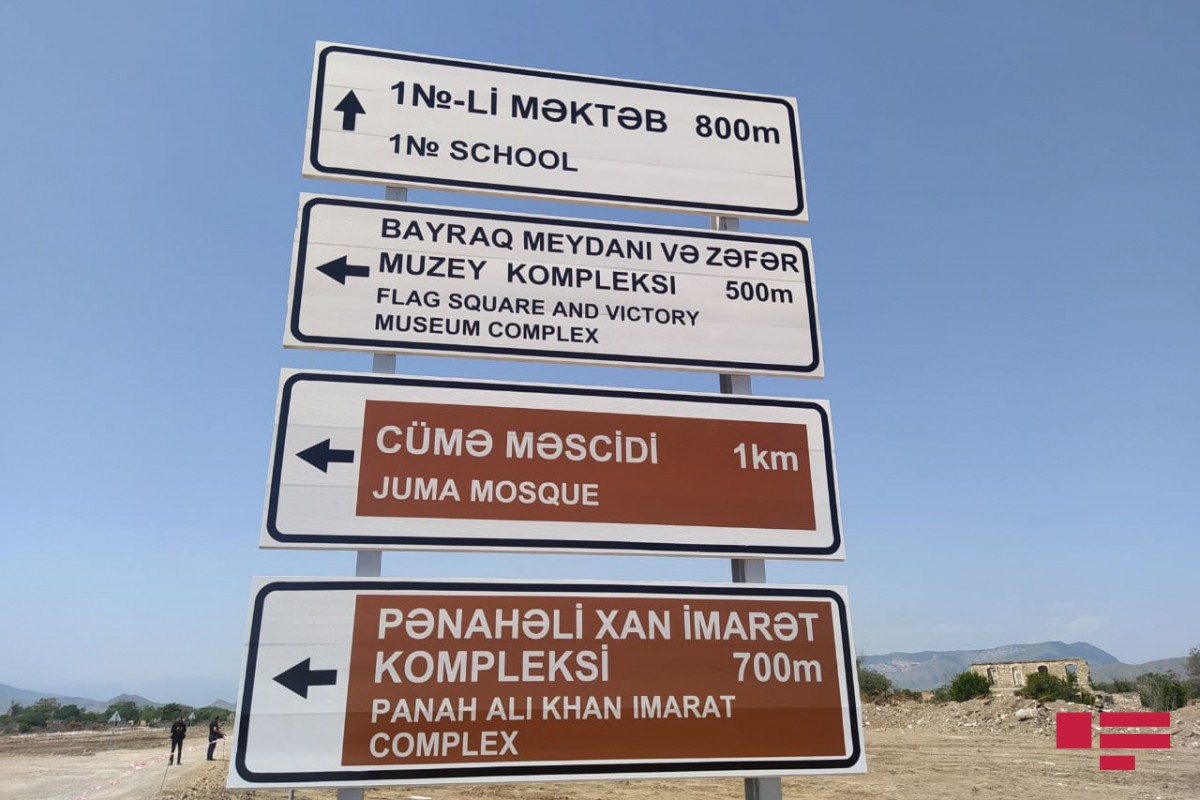 1№-Lİ MƏKTƏB 800m
1№ SCHOOL
BAYRAQ MEYDANI VƏ ZƏFƏR
MUZEY KOMPLEKSI 500m
FLAG SQUARE AND VICTORY
MUSEUM COMPLEX
CÜMƏ MƏSCİDİ 1km
JUMA MOSQUE
PƏNAHƏLİ XAN İMARƏT
KOMPLEKSİ 700m
PANAH ALI KHAN IMARAT
COMPLEX